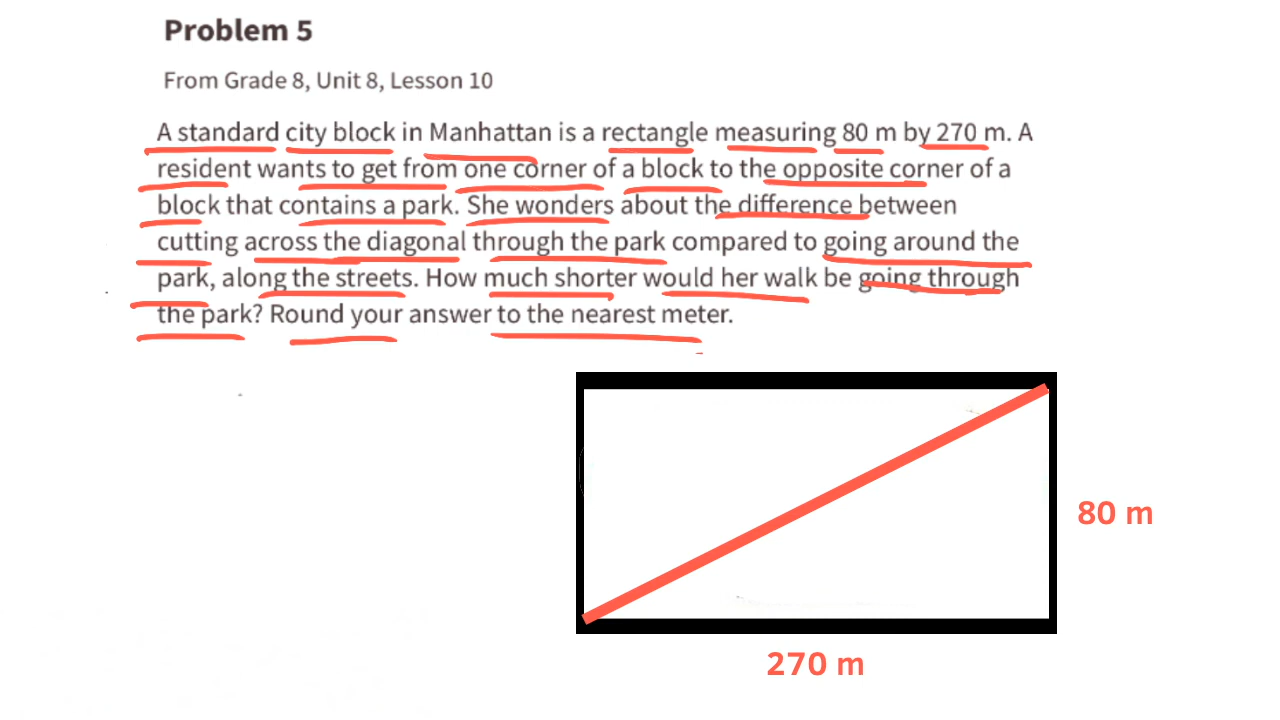 Problem 5
From Grade 8, Unit 8, Lesson 10
A standard city block in Manhattan is a rectangle measuring 80 m by 270 m. A
resident wants to get from one corner of a block to the opposite corner of a
block that contains a park. She wonders about the difference between
cutting across the diagonal through the park compared to going around the
park, along the streets. How much shorter would her walk be going through
the park? Round your answer to the nearest meter.
80 m
270 m